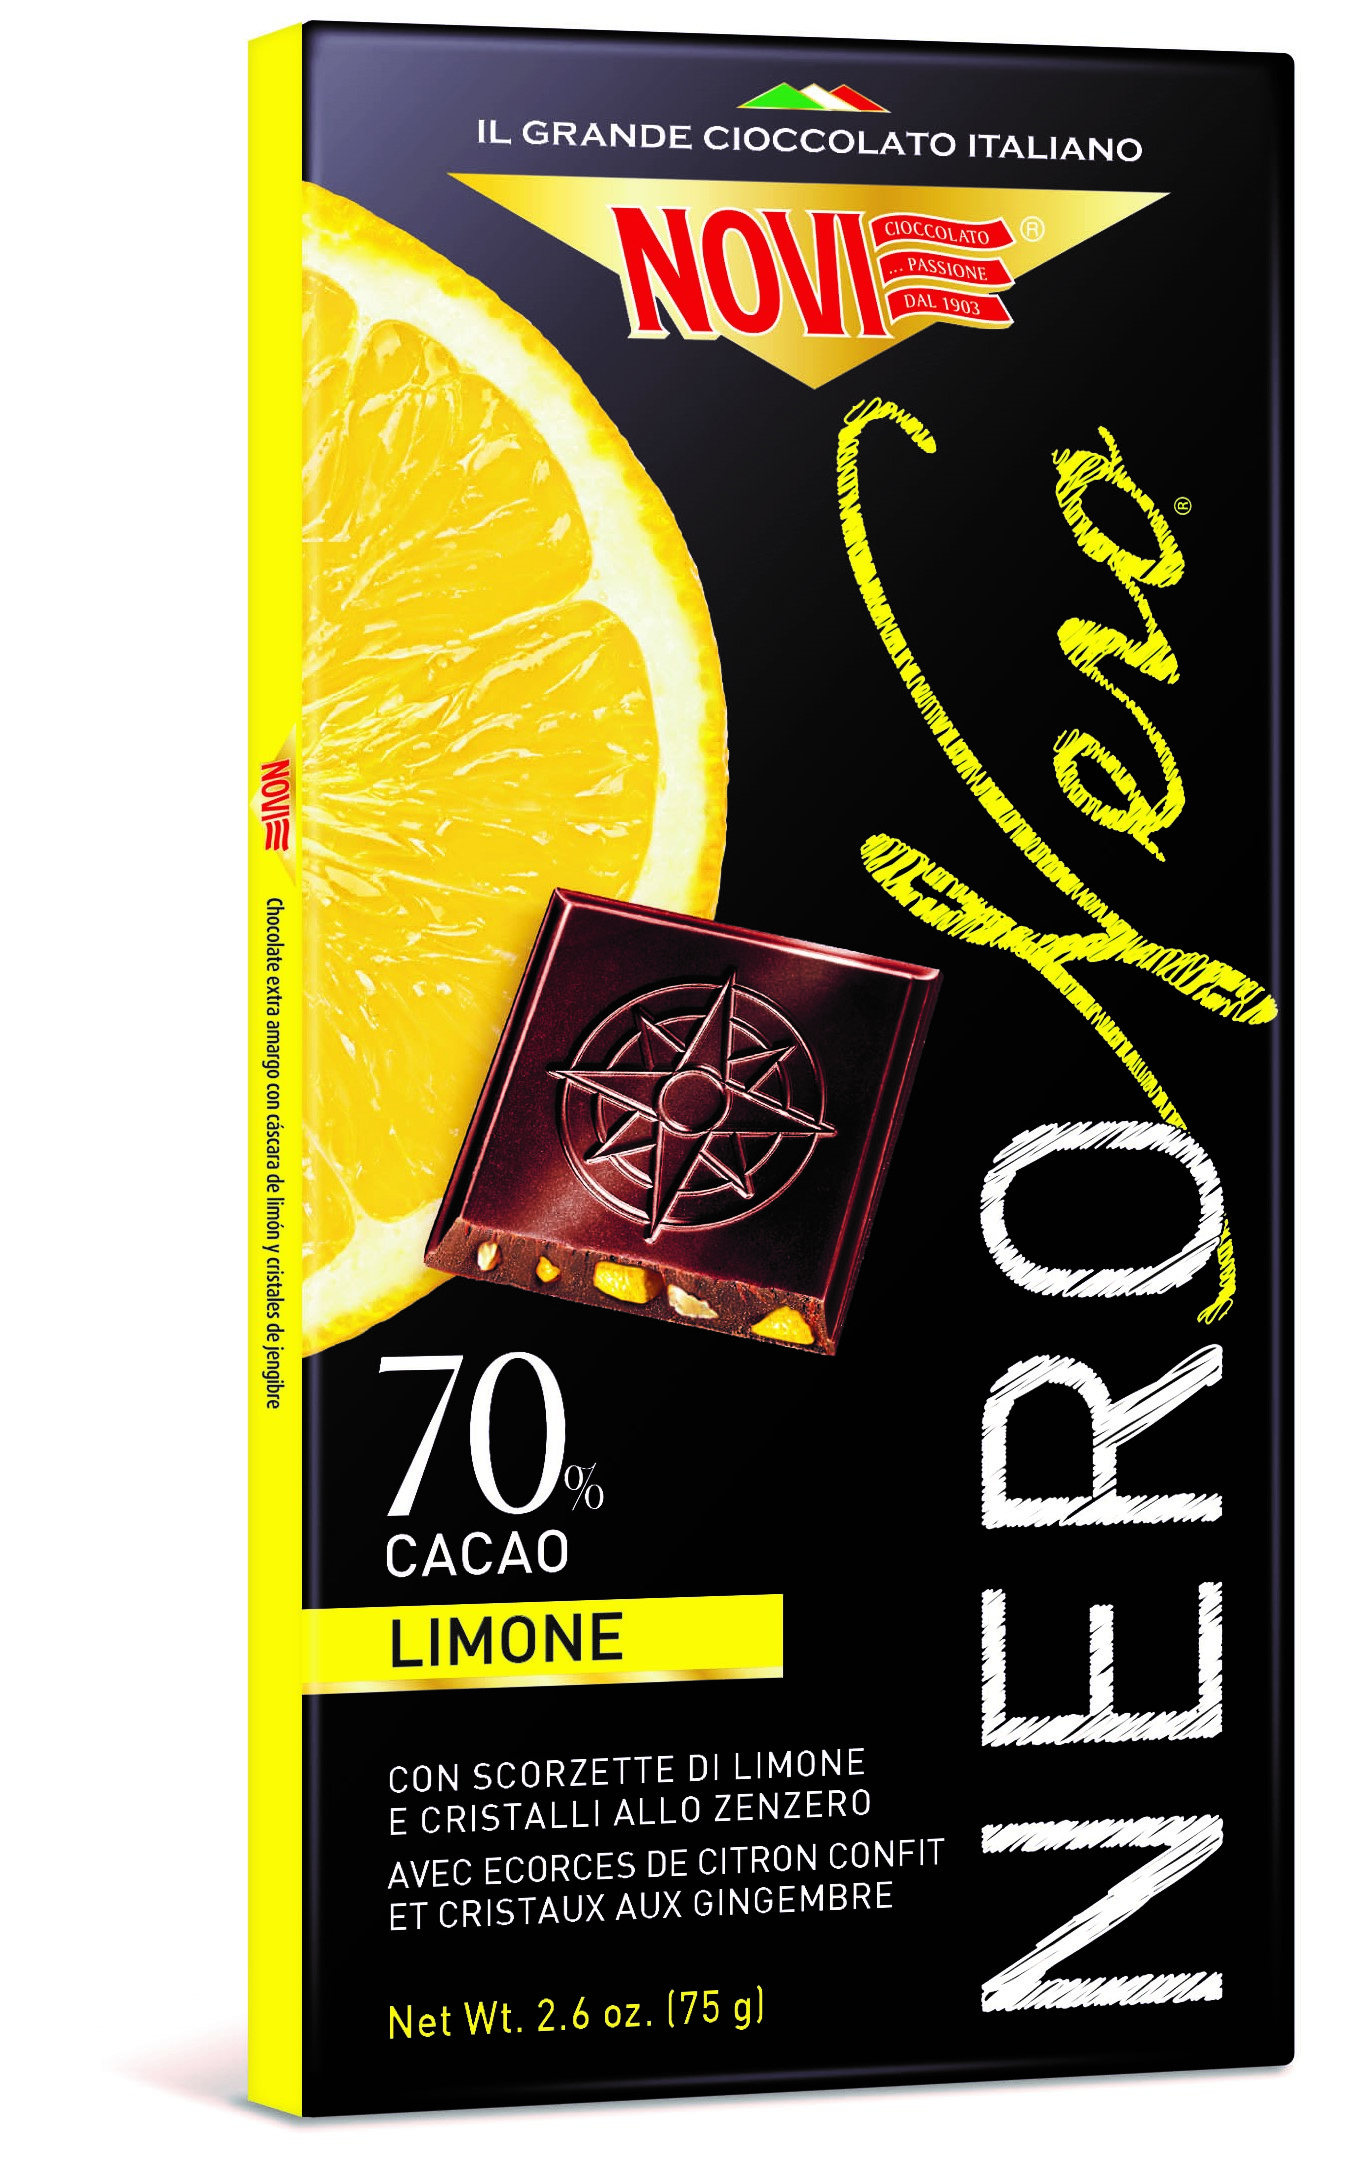 IL GRANDE CIOCCOLATO ITALIANO
NOVI
CIOCCOLATO
... PASSIONE
DAL 1903
®
NERO Nero
®
70%
CACAO
LIMONE
CON SCORZETTE DI LIMONE
E CRISTALLI ALLO ZENZERO
AVEC ECORCES DE CITRON CONFIT
ET CRISTAUX AUX GINGEMBRE
Net Wt. 2.6 oz. (75 g)
NOVI
Chocolate extra amargo con cáscara de limón y cristales de jengibre